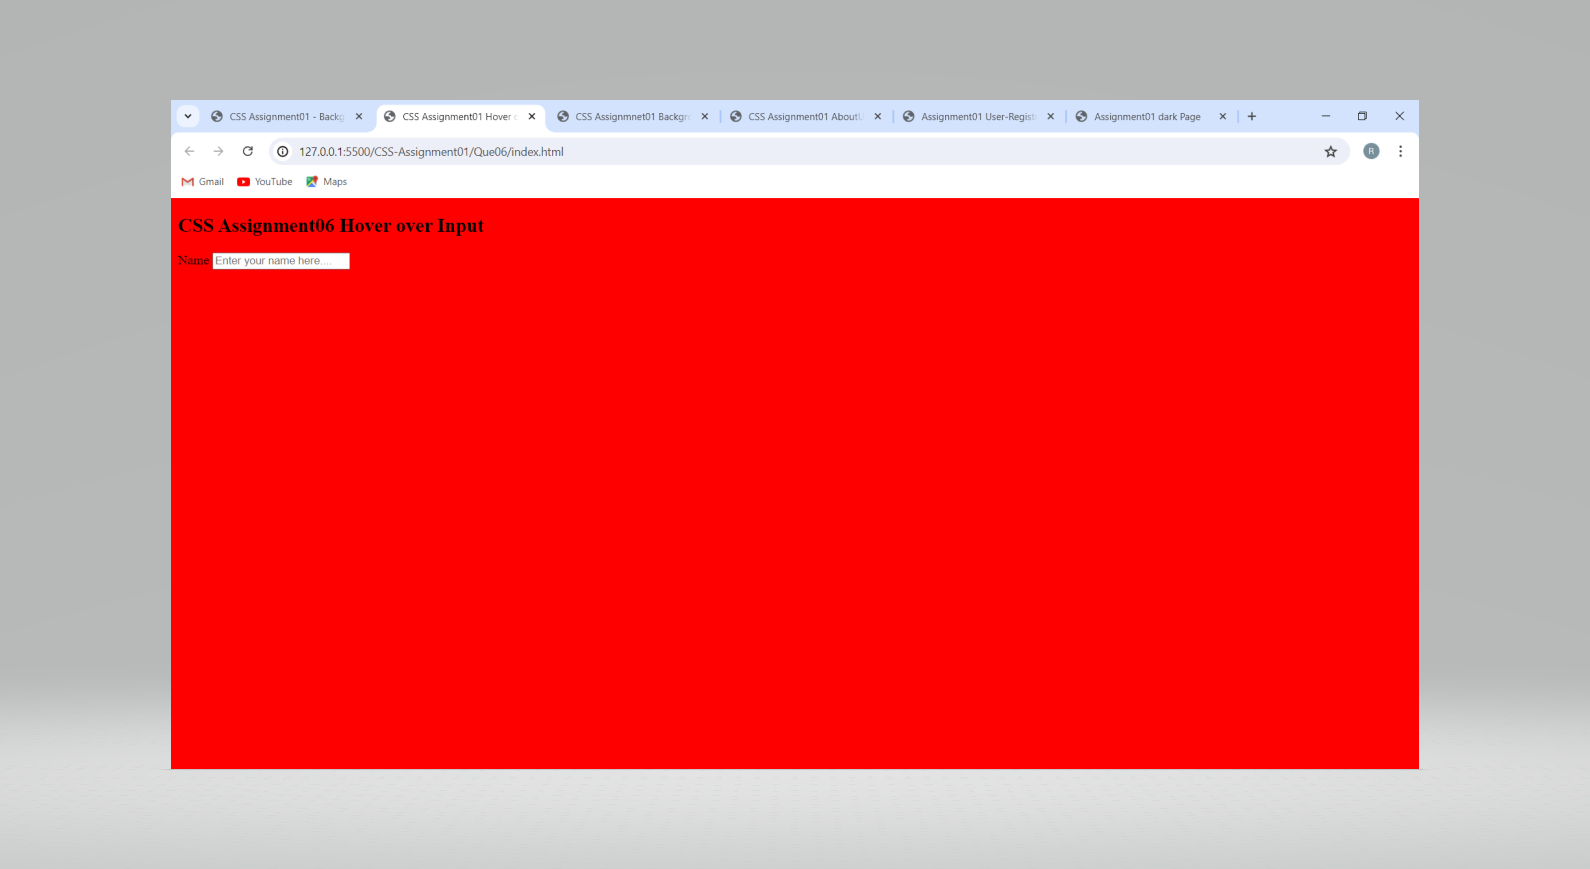 CSS Assignment01 - Backg
CSS Assignment01 Hover
CSS Assignmnet01 Backgr
CSS Assignment01 AboutU
Assignment01 User-Regist
Assignment01 dark Page
127.0.0.1:5500/CSS-Assignment01/Que06/index.html
R
Gmail YouTube Maps
CSS Assignment06 Hover over Input
Name Enter your name here....